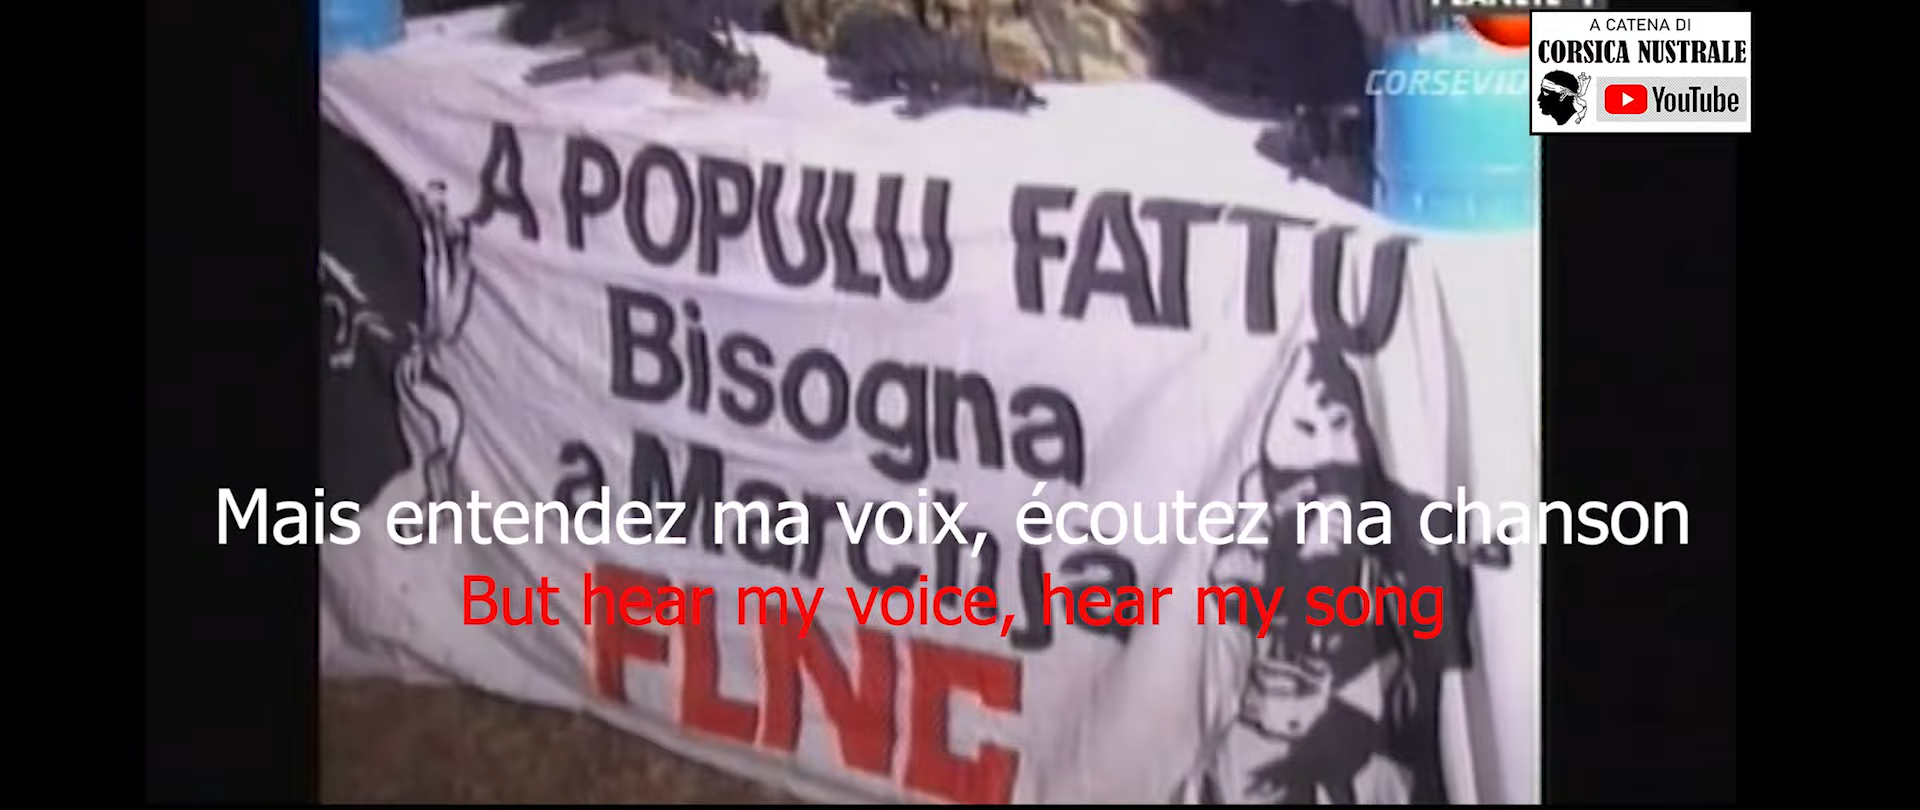 A CATENA DI
CORSICA NUSTRALE
YouTube
A POPULU FATTU
Bisogna
a Marchja
FLNC
Mais entendez ma voix, écoutez ma chanson
But hear my voice, hear my song